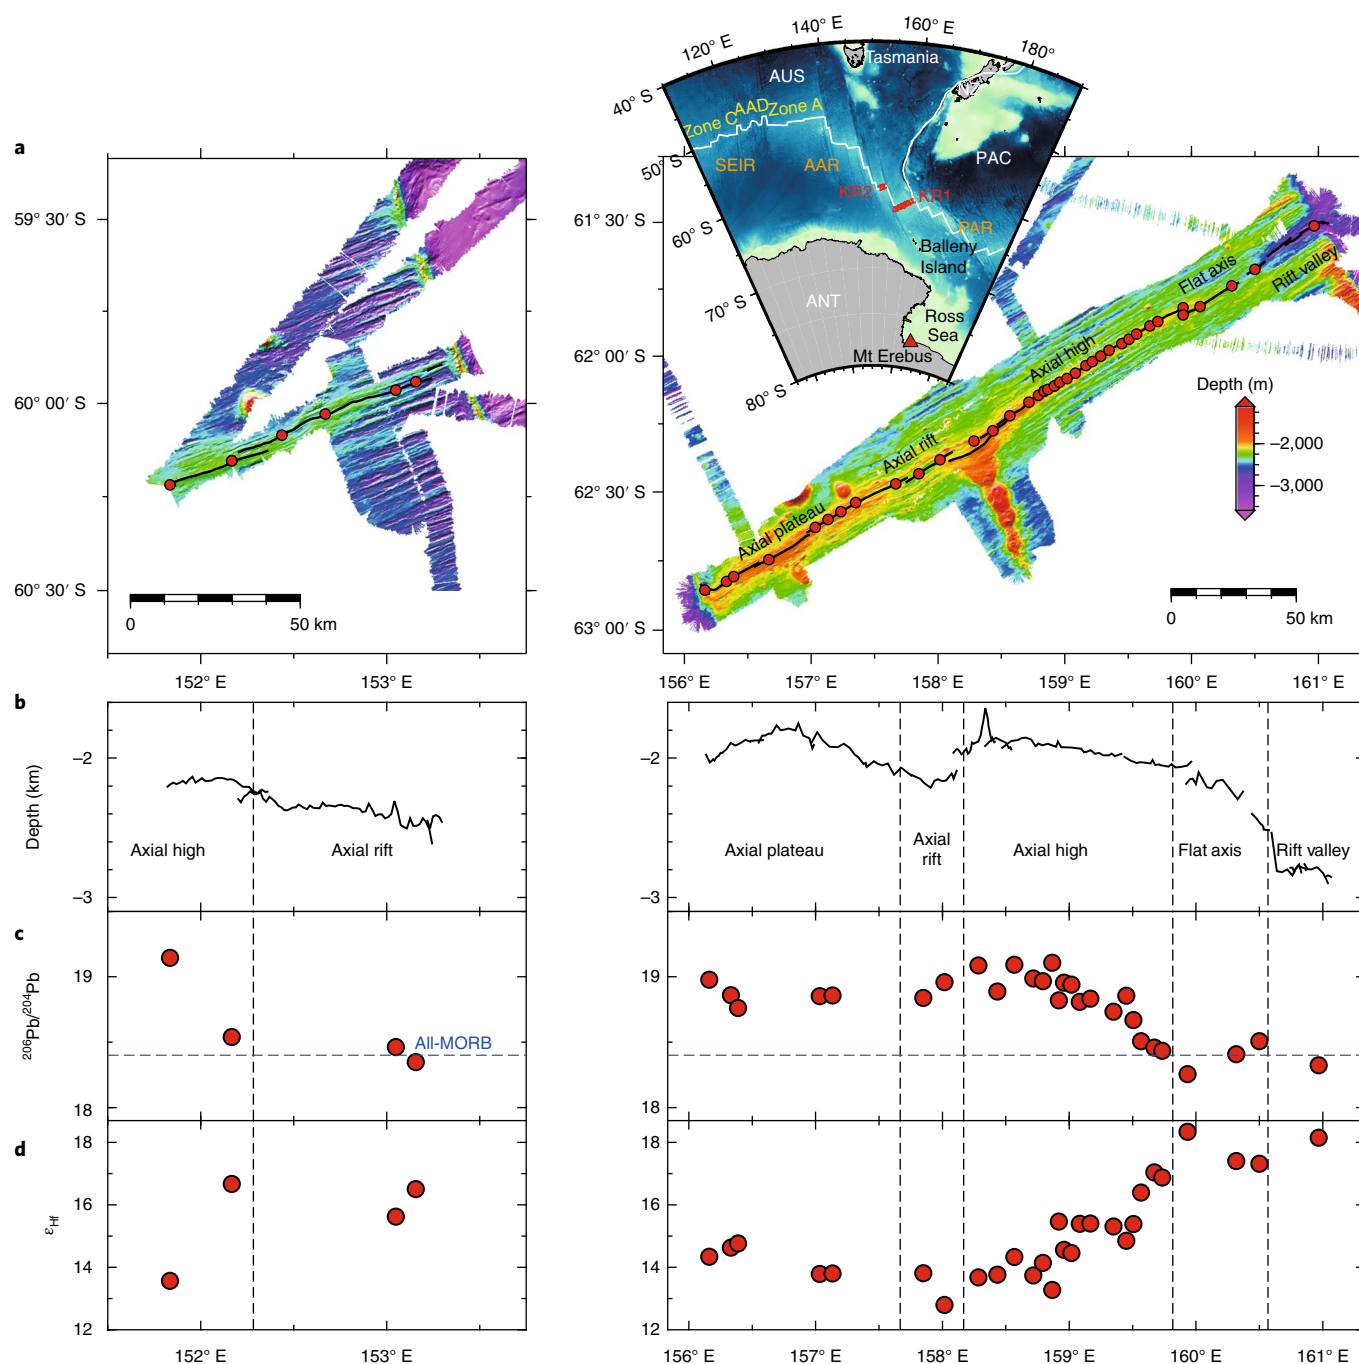 120° E
140° E
160° E
180°
40° S
50° S
60° S
70° S
80° S
Tasmania
AUS
NZ
Zone C
AAD
Zone A
SEIR
AAR
PAC
KR2
KR1
PAR
Balleny
Island
ANT
Ross
Sea
Mt Erebus
a
59° 30′ S
60° 00′ S
60° 30′ S
0
50 km
152° E
153° E
61° 30′ S
62° 00′ S
62° 30′ S
63° 00′ S
Flat axis
Rift valley
Axial high
Axial rift
Axial plateau
Depth (m)
–2,000
–3,000
0
50 km
156° E
157° E
158° E
159° E
160° E
161° E
b
Depth (km)
–2
–3
Axial high
Axial rift
–2
–3
Axial plateau
Axial
rift
Axial high
Flat axis
Rift valley
c
206Pb/204Pb
19
18
All-MORB
19
18
d
εHf
18
16
14
12
18
16
14
12
152° E
153° E
156° E
157° E
158° E
159° E
160° E
161° E